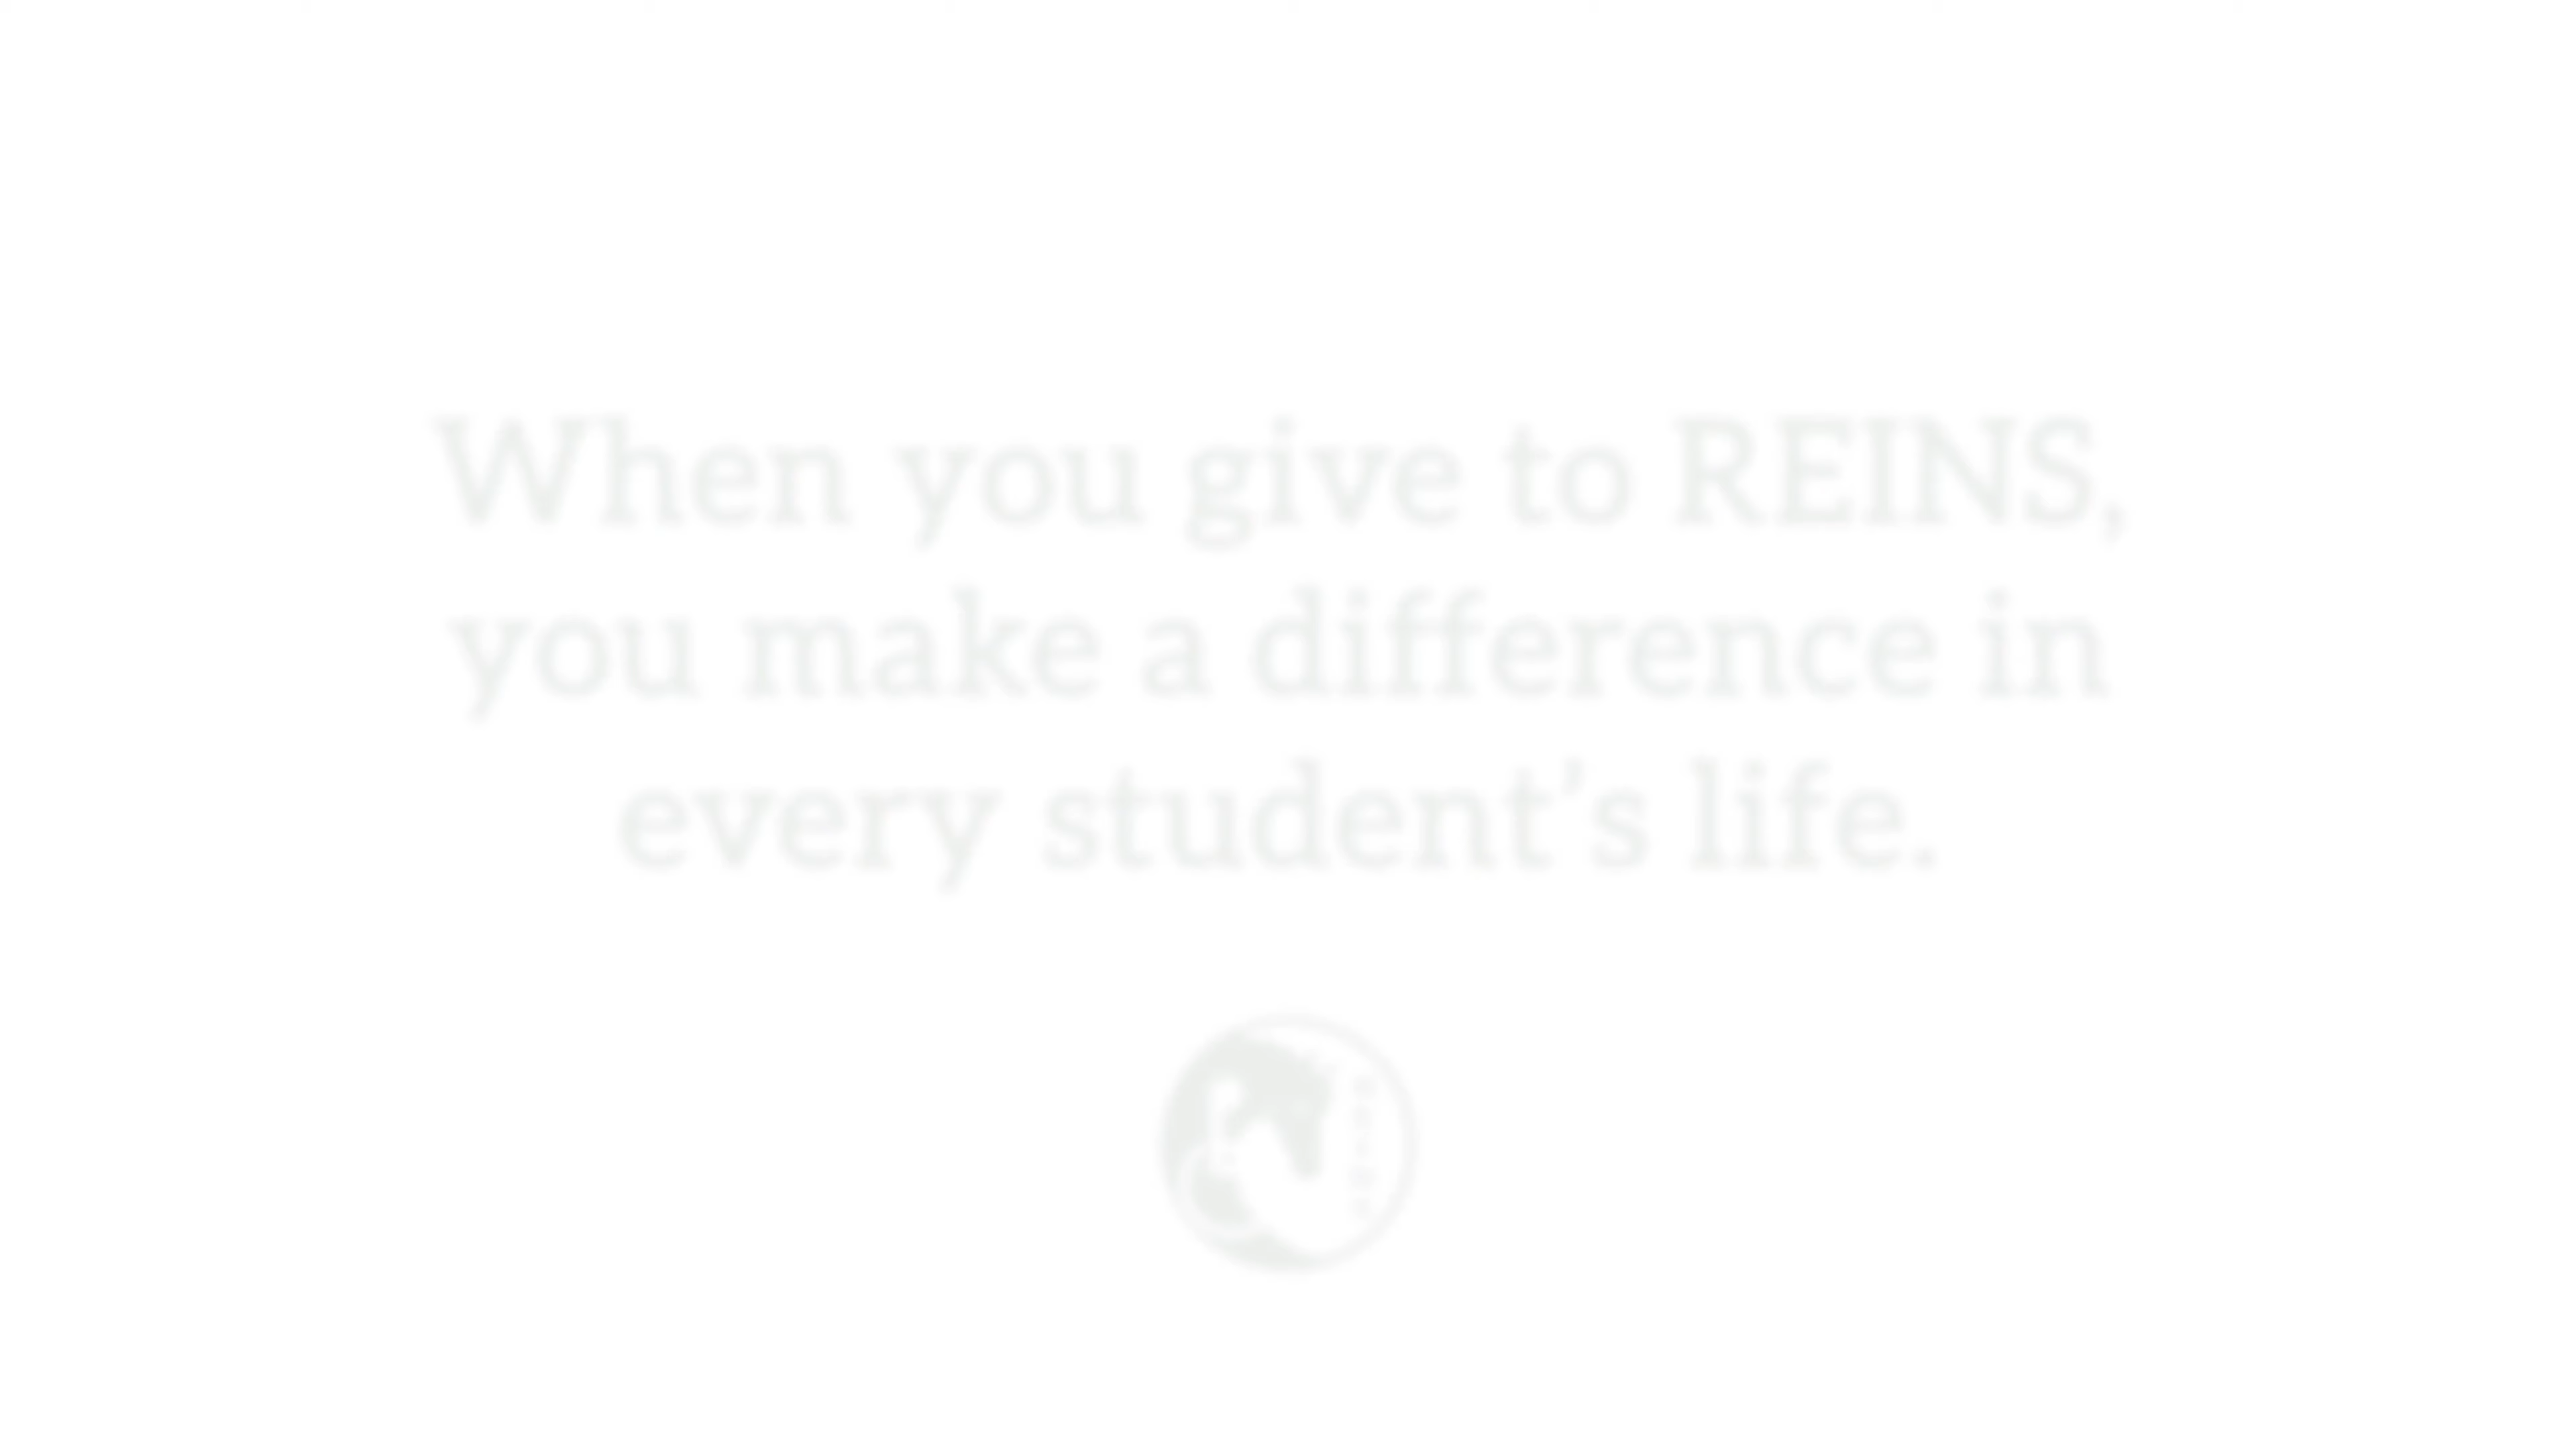 When you give to REINS,
you make a difference in
every student’s life.